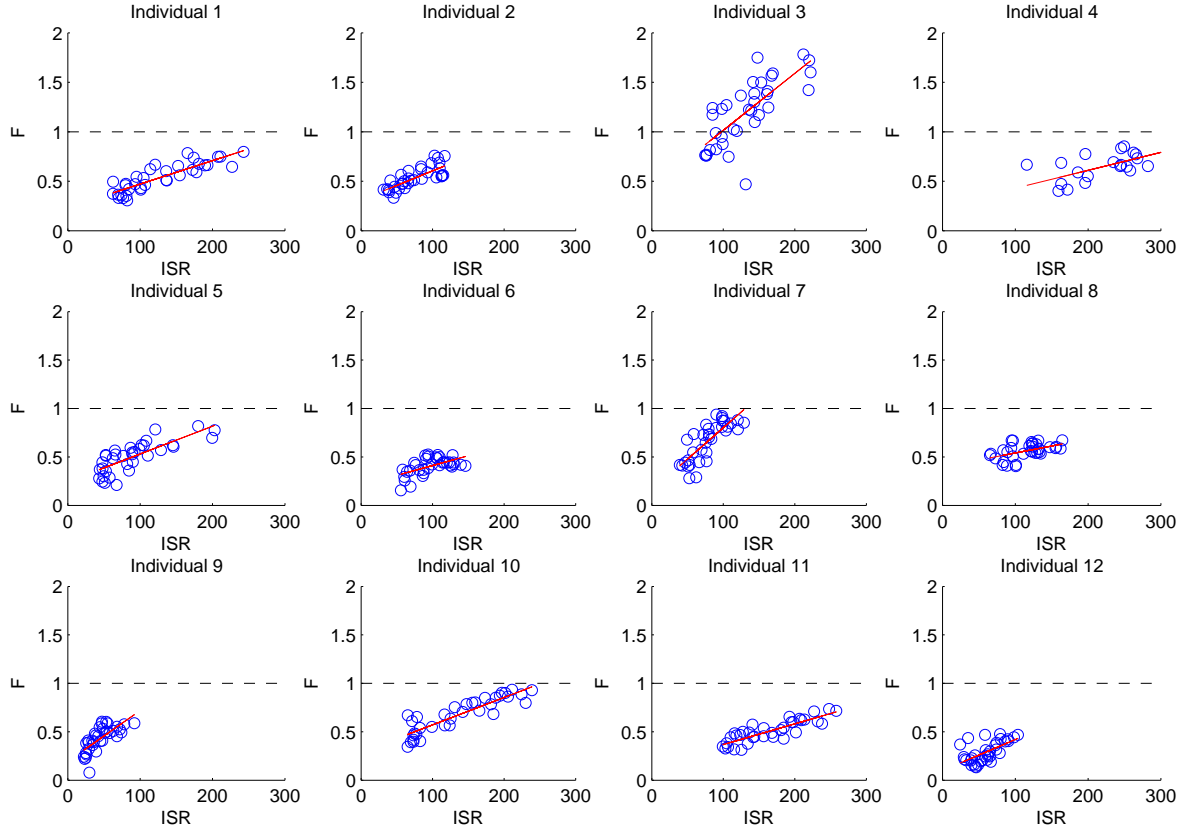 Individual 1
2
1.5
1
0.5
0
F
0 100 200 300
ISR
Individual 2
2
1.5
1
0.5
0
F
0 100 200 300
ISR
Individual 3
2
1.5
1
0.5
0
F
0 100 200 300
ISR
Individual 4
2
1.5
1
0.5
0
F
0 100 200 300
ISR
Individual 5
2
1.5
1
0.5
0
F
0 100 200 300
ISR
Individual 6
2
1.5
1
0.5
0
F
0 100 200 300
ISR
Individual 7
2
1.5
1
0.5
0
F
0 100 200 300
ISR
Individual 8
2
1.5
1
0.5
0
F
0 100 200 300
ISR
Individual 9
2
1.5
1
0.5
0
F
0 100 200 300
ISR
Individual 10
2
1.5
1
0.5
0
F
0 100 200 300
ISR
Individual 11
2
1.5
1
0.5
0
F
0 100 200 300
ISR
Individual 12
2
1.5
1
0.5
0
F
0 100 200 300
ISR